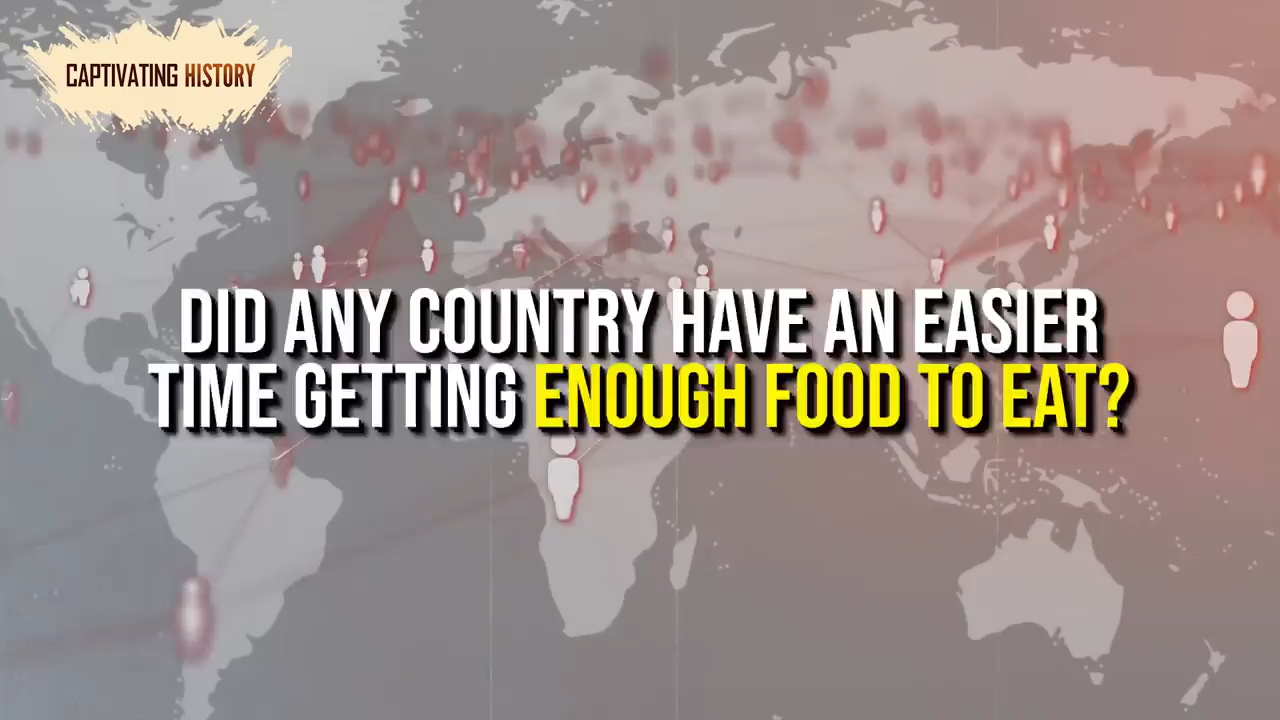 CAPTIVATING HISTORY
DID ANY COUNTRY HAVE AN EASIER
TIME GETTING ENOUGH FOOD TO EAT?